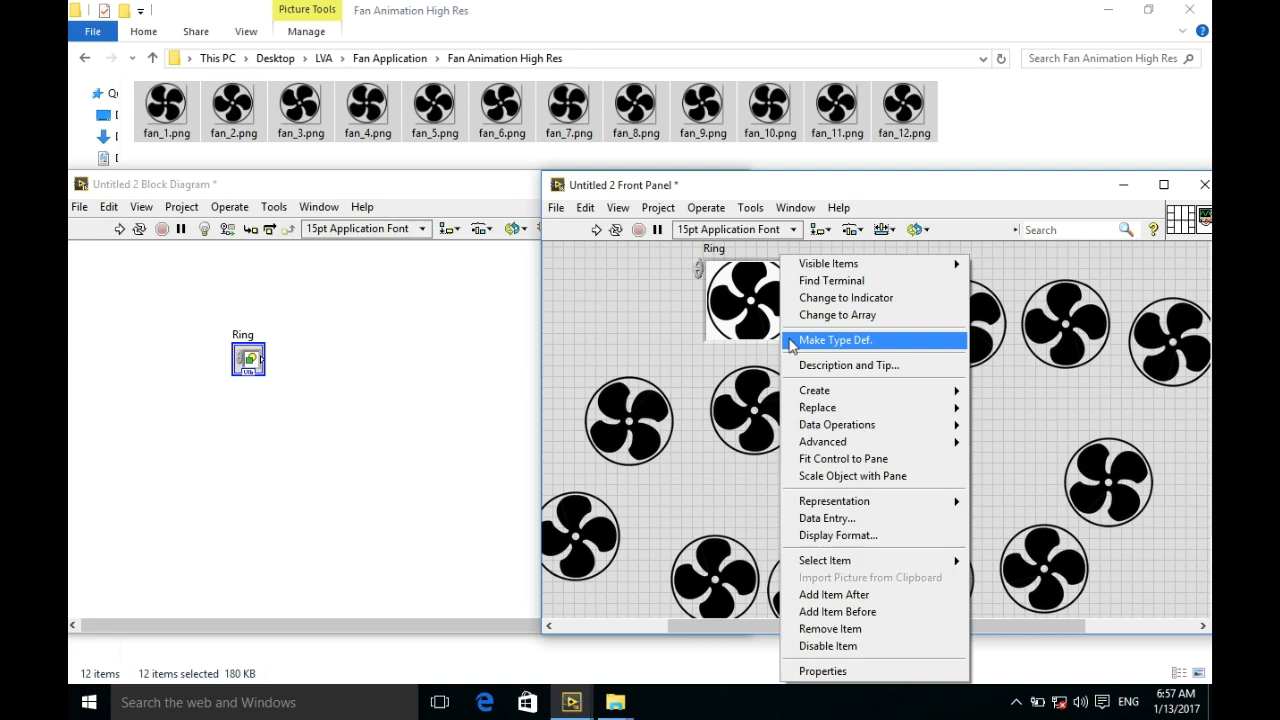 Picture Tools
Fan Animation High Res
File
Home
Share
View
Manage
This PC
Desktop
LVA
Fan Application
Fan Animation High Res
Search Fan Animation High Res
fan_1.png
fan_2.png
fan_3.png
fan_4.png
fan_5.png
fan_6.png
fan_7.png
fan_8.png
fan_9.png
fan_10.png
fan_11.png
fan_12.png
Untitled 2 Block Diagram *
File
Edit
View
Project
Operate
Tools
Window
Help
15pt Application Font
Ring
Untitled 2 Front Panel *
File
Edit
View
Project
Operate
Tools
Window
Help
15pt Application Font
Search
Ring
Visible Items
Find Terminal
Change to Indicator
Change to Array
Make Type Def.
Description and Tip...
Create
Replace
Data Operations
Advanced
Fit Control to Pane
Scale Object with Pane
Representation
Data Entry...
Display Format...
Select Item
Import Picture from Clipboard
Add Item After
Add Item Before
Remove Item
Disable Item
Properties
12 items
12 items selected
180 KB
Search the web and Windows
ENG
6:57 AM
1/13/2017